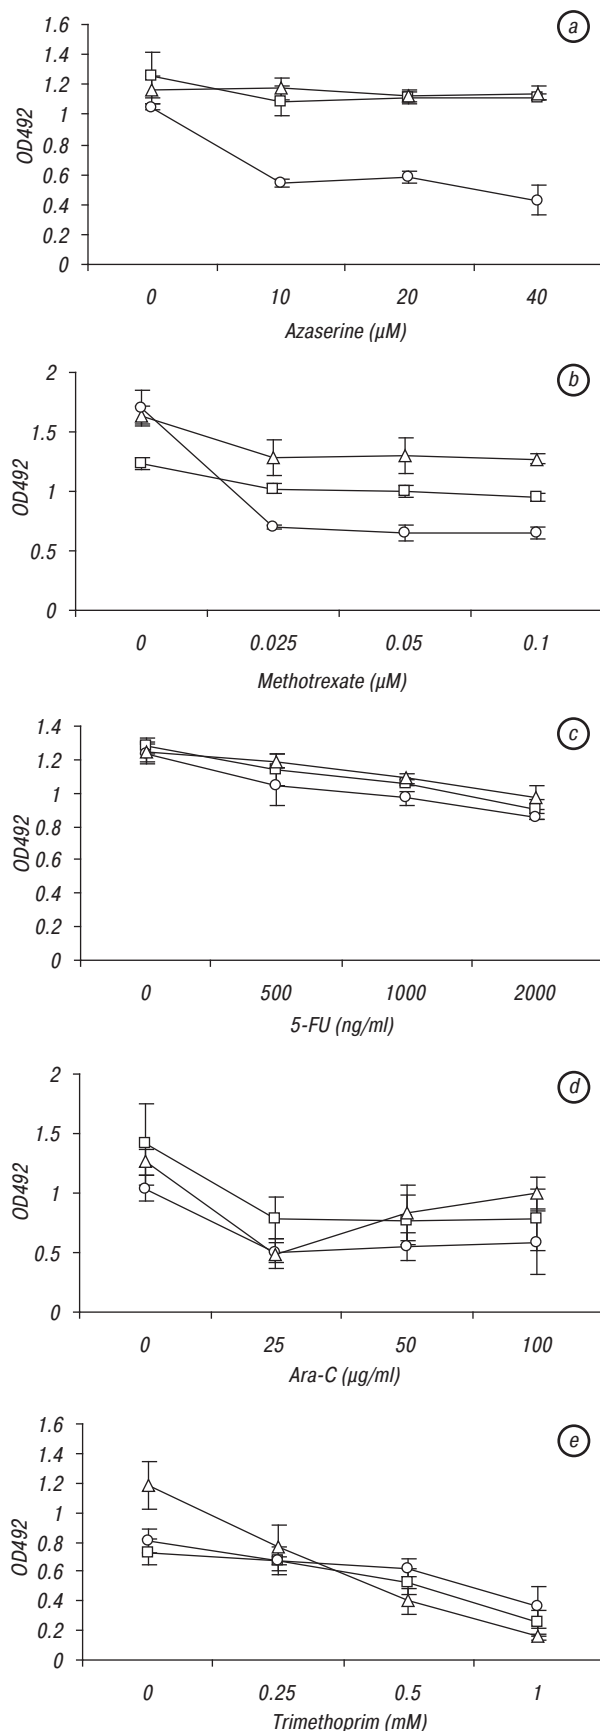 1.6
a
1.4
1.2
1
0.8
0.6
0.4
0.2
0
OD492
0 10 20 40
Azaserine (µM)
2
b
1.5
1
0.5
0
OD492
0 0.025 0.05 0.1
Methotrexate (µM)
1.4
c
1.2
1
0.8
0.6
0.4
0.2
0
OD492
0 500 1000 2000
5-FU (ng/ml)
2
d
1.5
1
0.5
0
OD492
0 25 50 100
Ara-C (µg/ml)
1.6
e
1.4
1.2
1
0.8
0.6
0.4
0.2
0
OD492
0 0.25 0.5 1
Trimethoprim (mM)